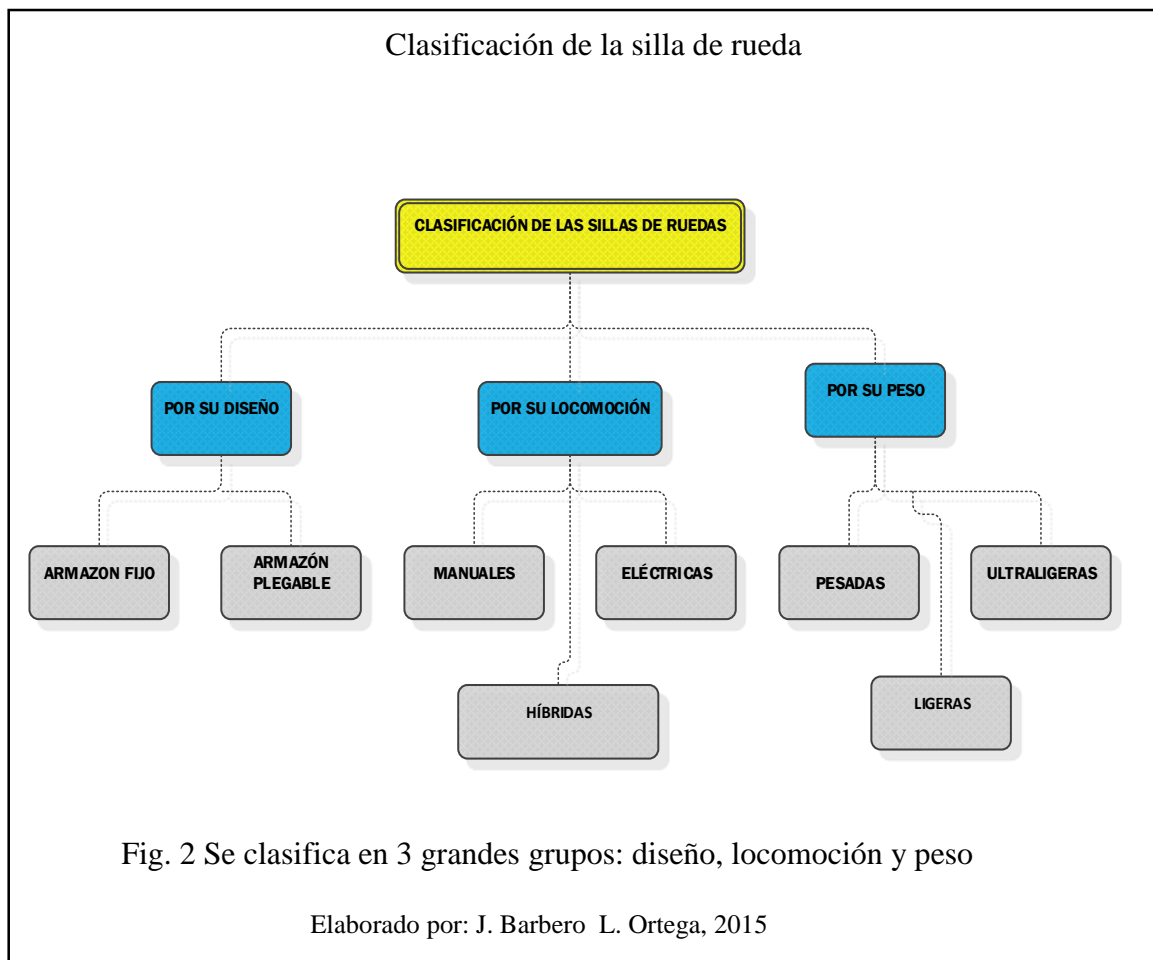 Clasificación de la silla de rueda
CLASIFICACIÓN DE LAS SILLAS DE RUEDAS
POR SU DISEÑO
POR SU LOCOMOCIÓN
POR SU PESO
ARMAZON FIJO
ARMAZÓN
PLEGABLE
MANUALES
ELÉCTRICAS
PESADAS
ULTRALIGERAS
HÍBRIDAS
LIGERAS
Fig. 2 Se clasifica en 3 grandes grupos: diseño, locomoción y peso
Elaborado por: J. Barbero  L. Ortega, 2015